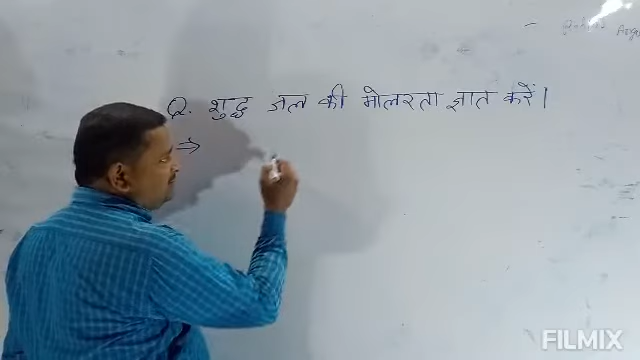 Q. शुद्ध जल की मोलरता ज्ञात करें।
⇒
FILMIX